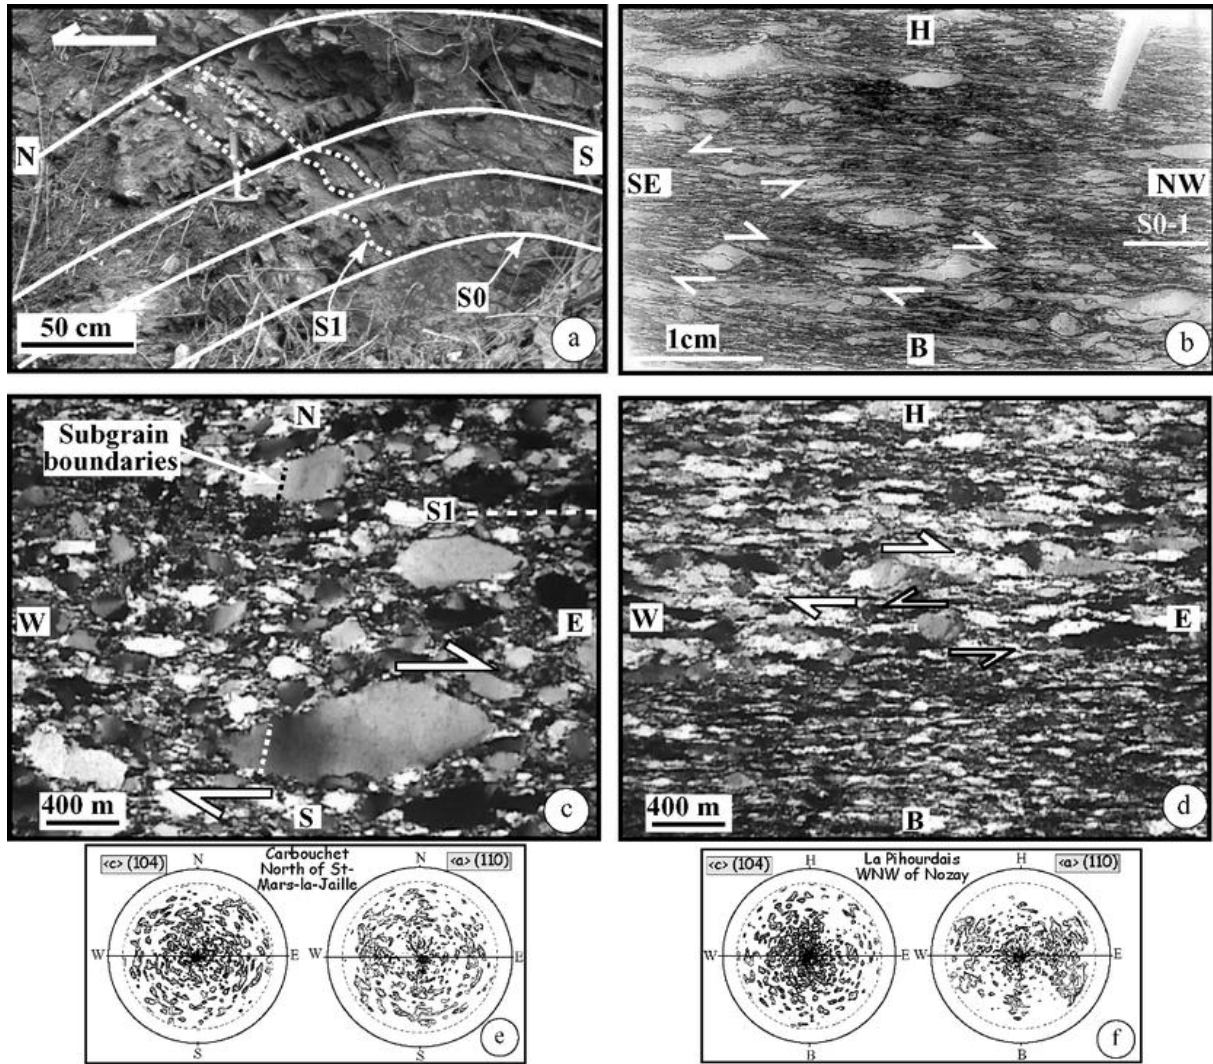 N
S
50 cm
S1
S0
a
H
SE
NW
S0-1
1cm
B
b
N
Subgrain
boundaries
S1
W
E
400 m
S
c
H
W
E
400 m
B
d
<c> (104)
N
Carbouchet
North of St-
Mars-la-Jaille
N
<a> (110)
W
E
W
E
S
S
e
<c> (104)
H
La Pihourdais
WNW of Nozay
H
<a> (110)
W
E
W
E
B
B
f